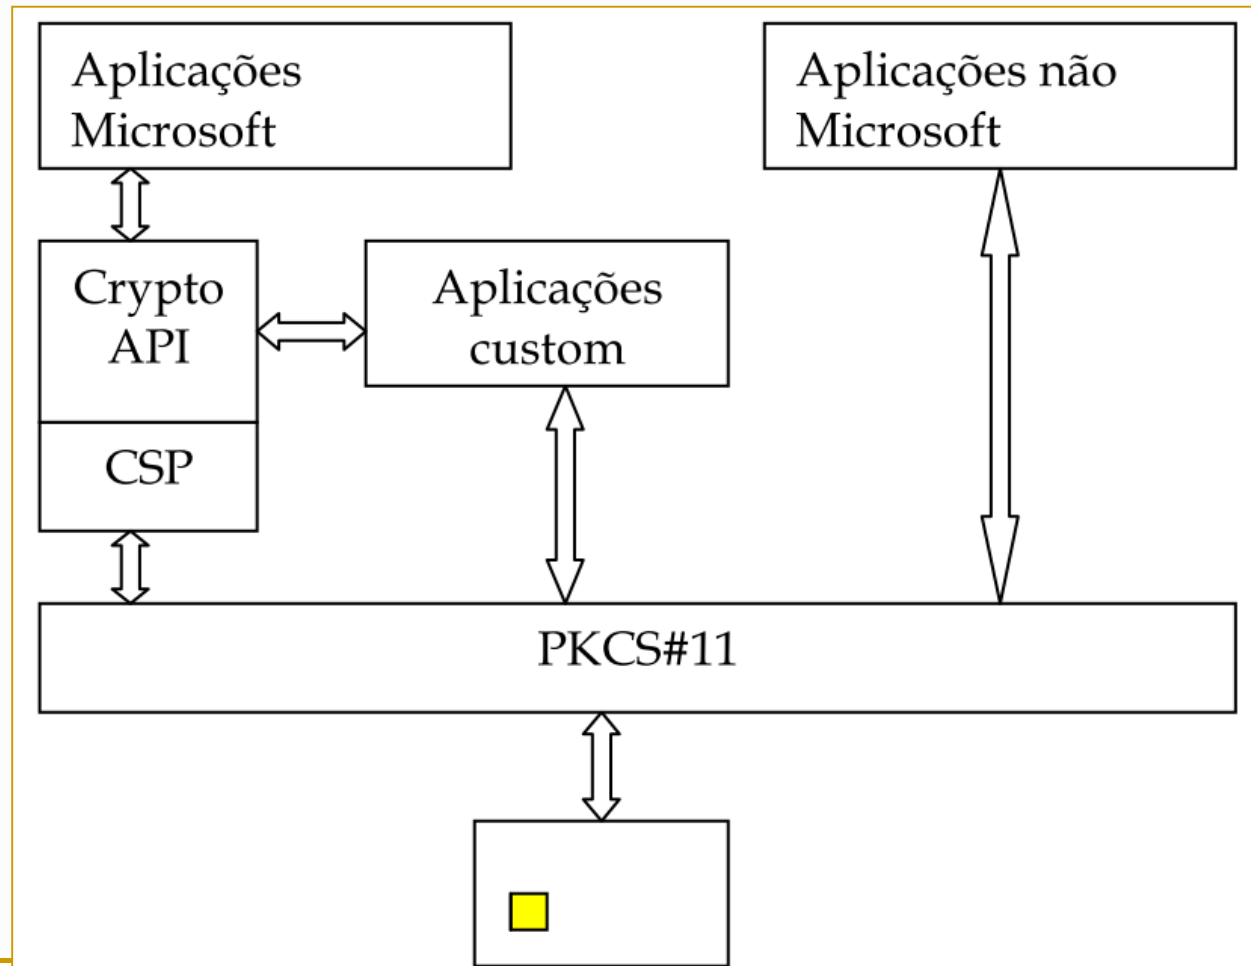 Aplicações
Microsoft
Aplicações não
Microsoft
Crypto
API
Aplicações
custom
CSP
PKCS#11